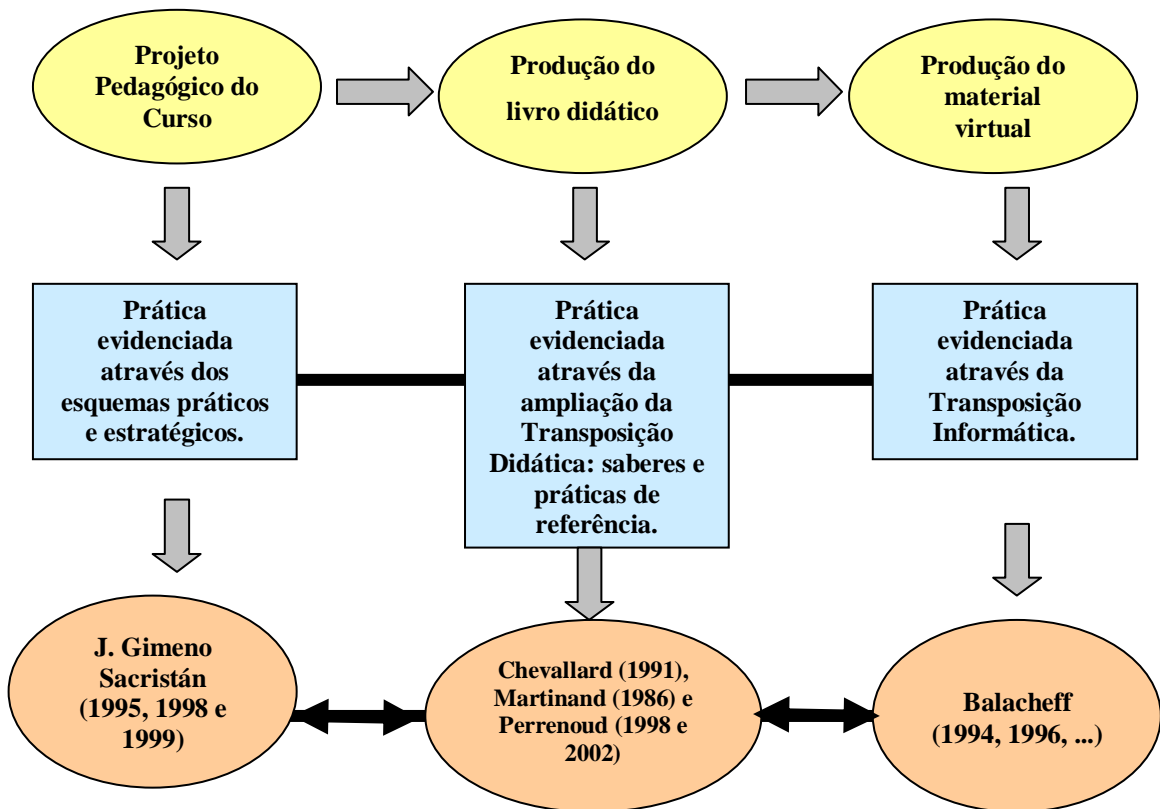 Projeto
Pedagógico do
Curso
Produção do
livro didático
Produção do
material
virtual
Prática
evidenciada
através dos
esquemas práticos
e estratégicos.
Prática
evidenciada
através da
ampliação da
Transposição
Didática: saberes e
práticas de
referência.
Prática
evidenciada
através da
Transposição
Informática.
J. Gimeno
Sacristán
(1995, 1998 e
1999)
Chevallard (1991),
Martinand (1986) e
Perrenoud (1998 e
2002)
Balacheff
(1994, 1996, ...)